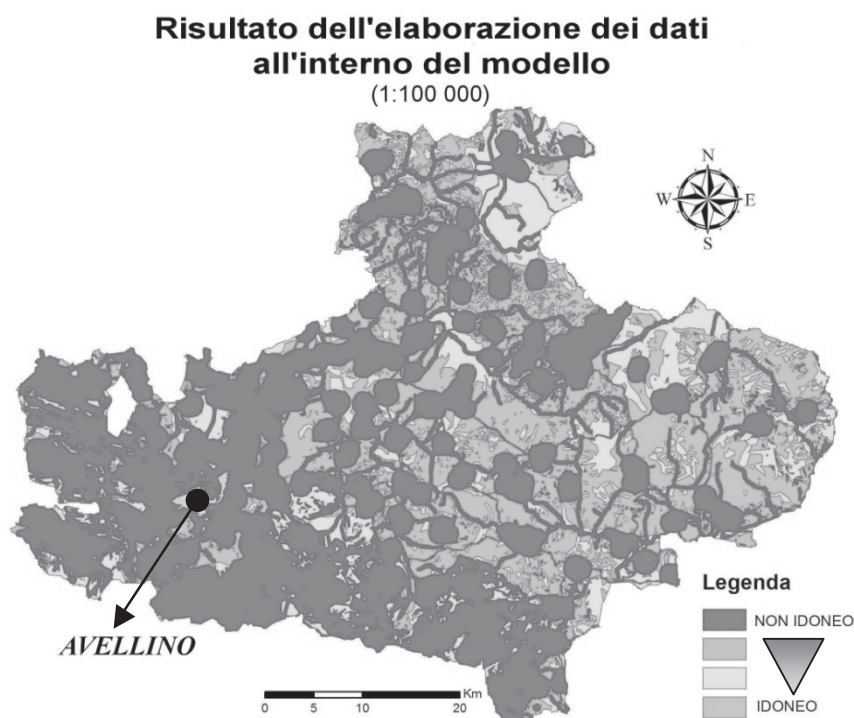 Risultato dell'elaborazione dei dati
all'interno del modello
(1:100 000)
N
W E
S
AVELLINO
Legenda
NON IDONEO
IDONEO
Km
0 5 10 20